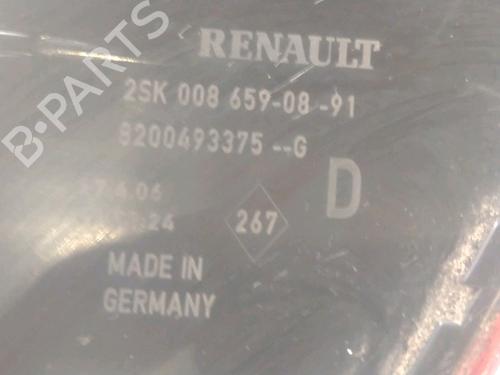 B-PARTS
RENAULT
2SK 008 659-08-91
8200493375--G
D
267
MADE IN
GERMANY